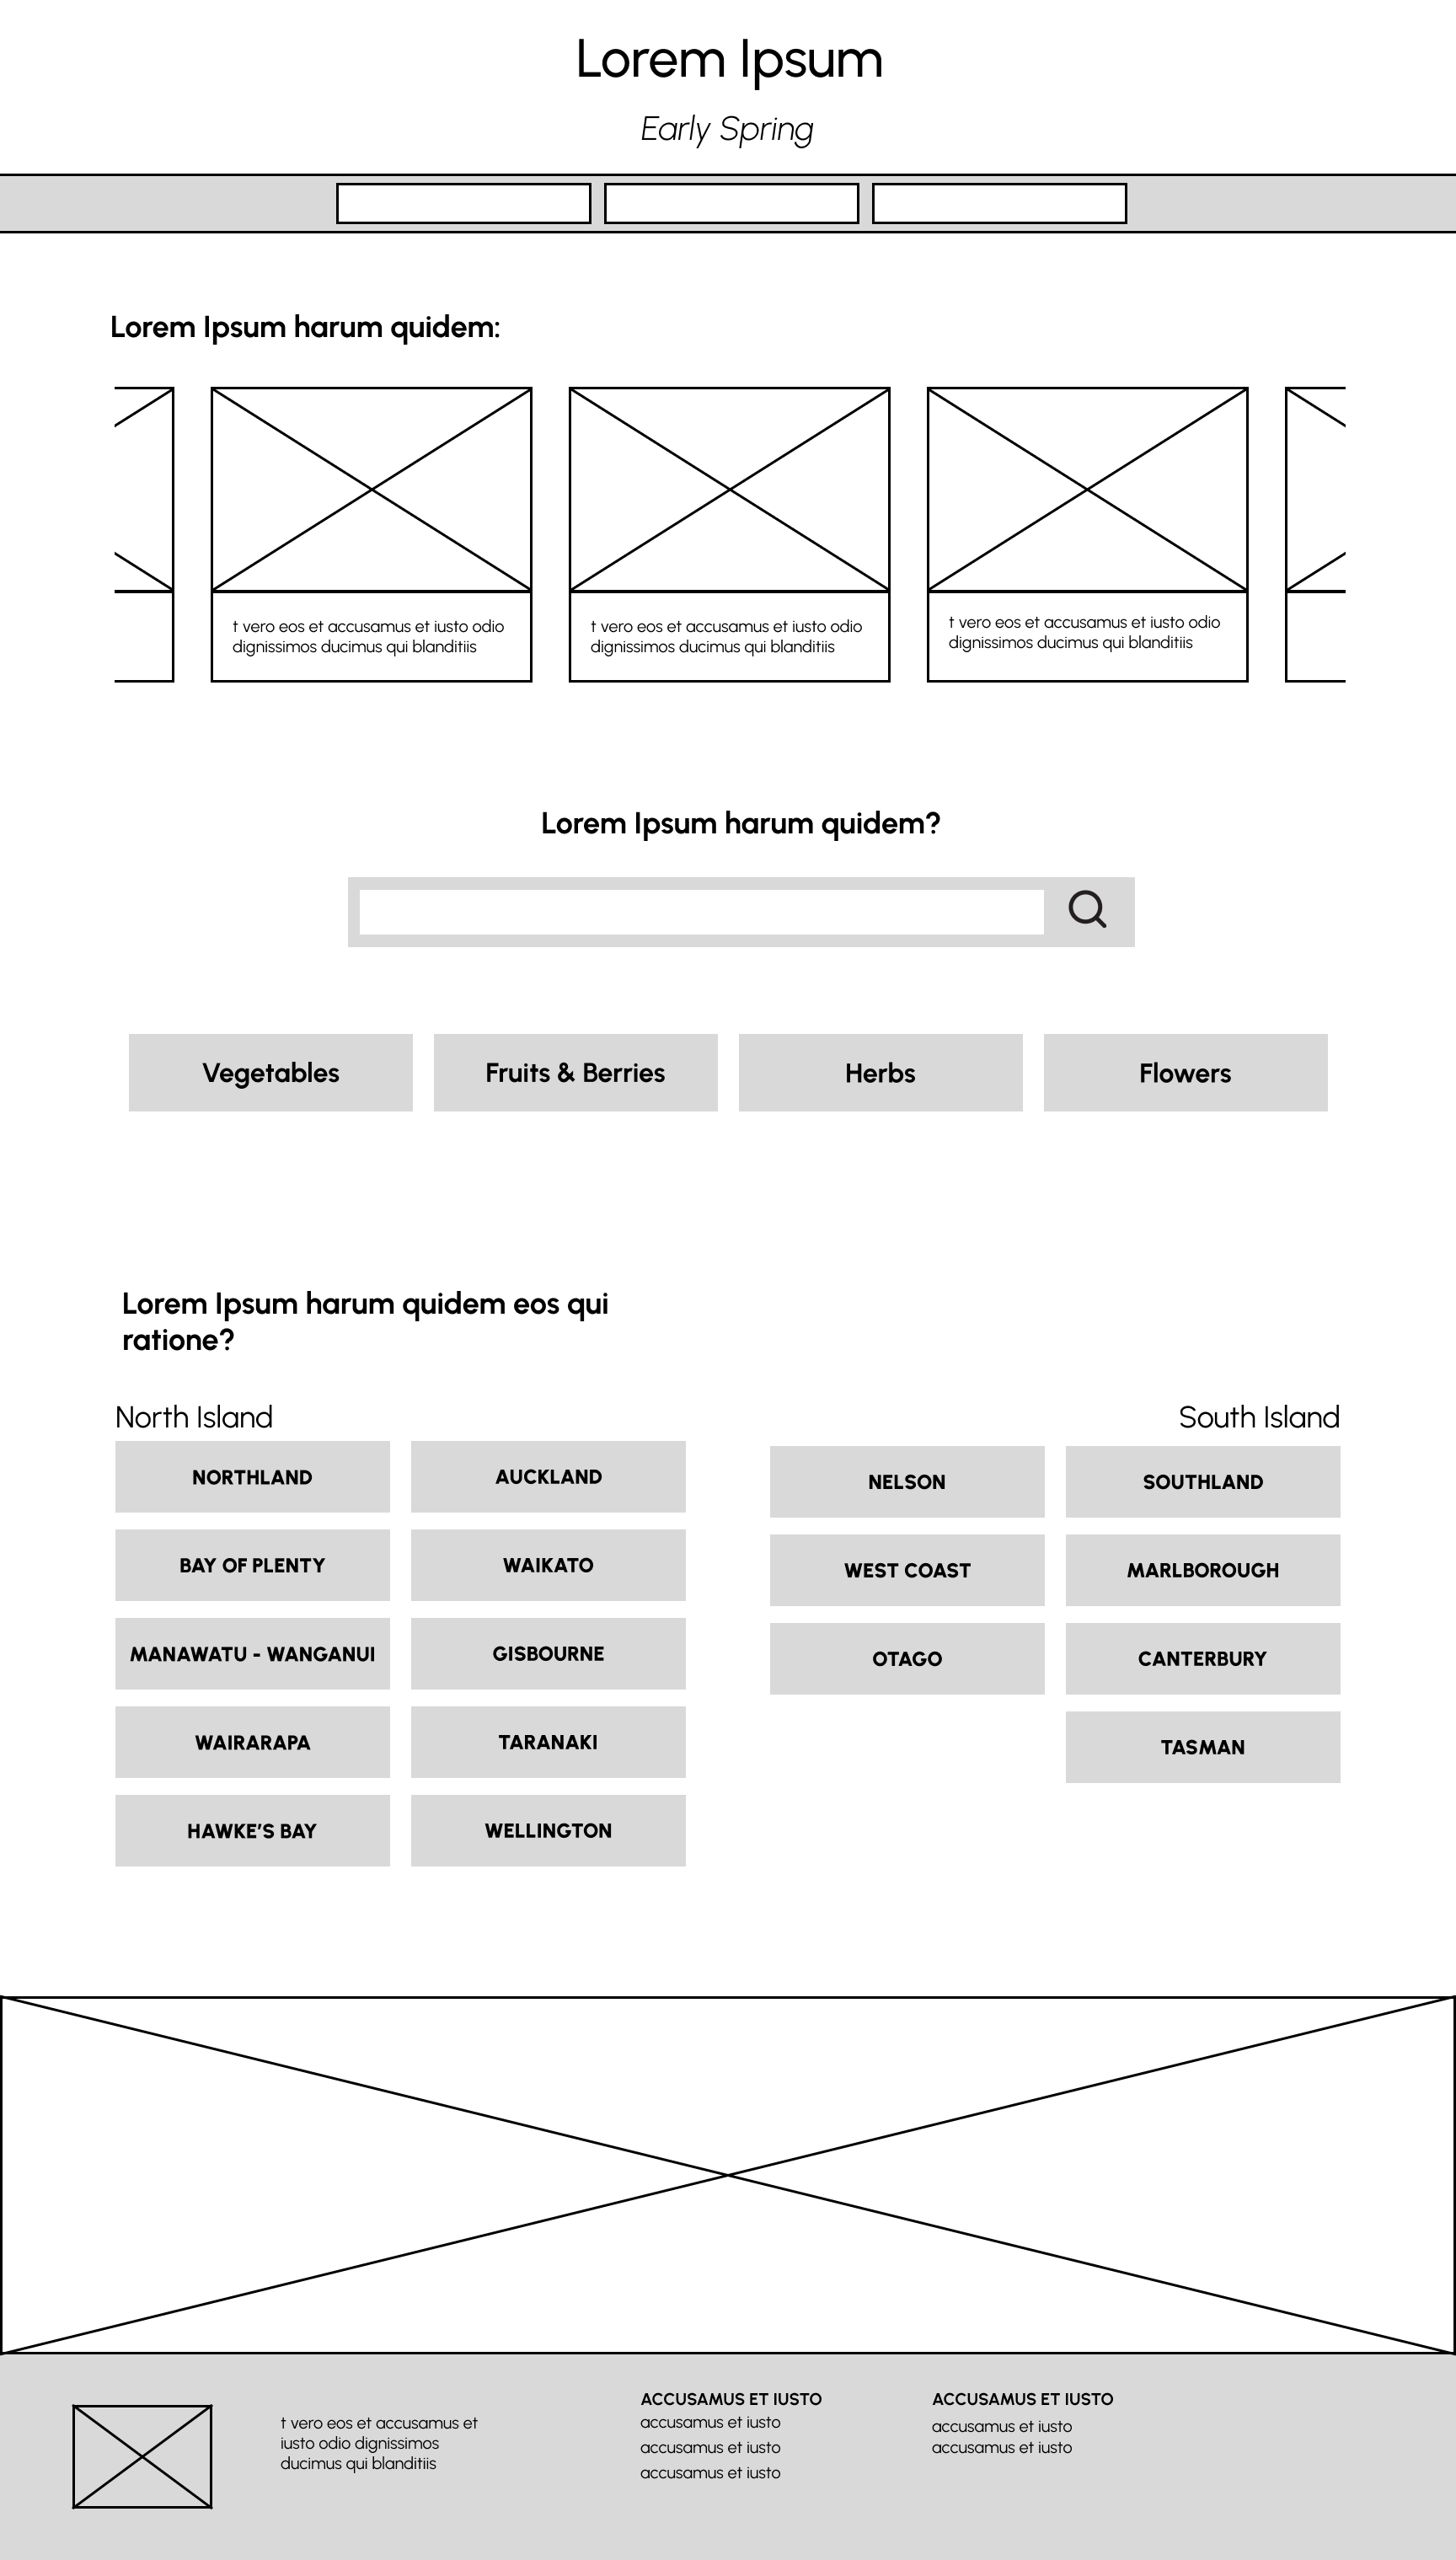 Lorem Ipsum
Early Spring
Lorem Ipsum harum quidem:
t vero eos et accusamus et iusto odio
dignissimos ducimus qui blanditiis
t vero eos et accusamus et iusto odio
dignissimos ducimus qui blanditiis
t vero eos et accusamus et iusto odio
dignissimos ducimus qui blanditiis
Lorem Ipsum harum quidem?
Vegetables
Fruits & Berries
Herbs
Flowers
Lorem Ipsum harum quidem eos qui
ratione?
North Island
NORTHLAND
AUCKLAND
BAY OF PLENTY
WAIKATO
MANAWATU - WANGANUI
GISBOURNE
WAIRARAPA
TARANAKI
HAWKE'S BAY
WELLINGTON
South Island
NELSON
SOUTHLAND
WEST COAST
MARLBOROUGH
OTAGO
CANTERBURY
TASMAN
t vero eos et accusamus et
iusto odio dignissimos
ducimus qui blanditiis
ACCUSAMUS ET IUSTO
accusamus et iusto
accusamus et iusto
accusamus et iusto
ACCUSAMUS ET IUSTO
accusamus et iusto
accusamus et iusto